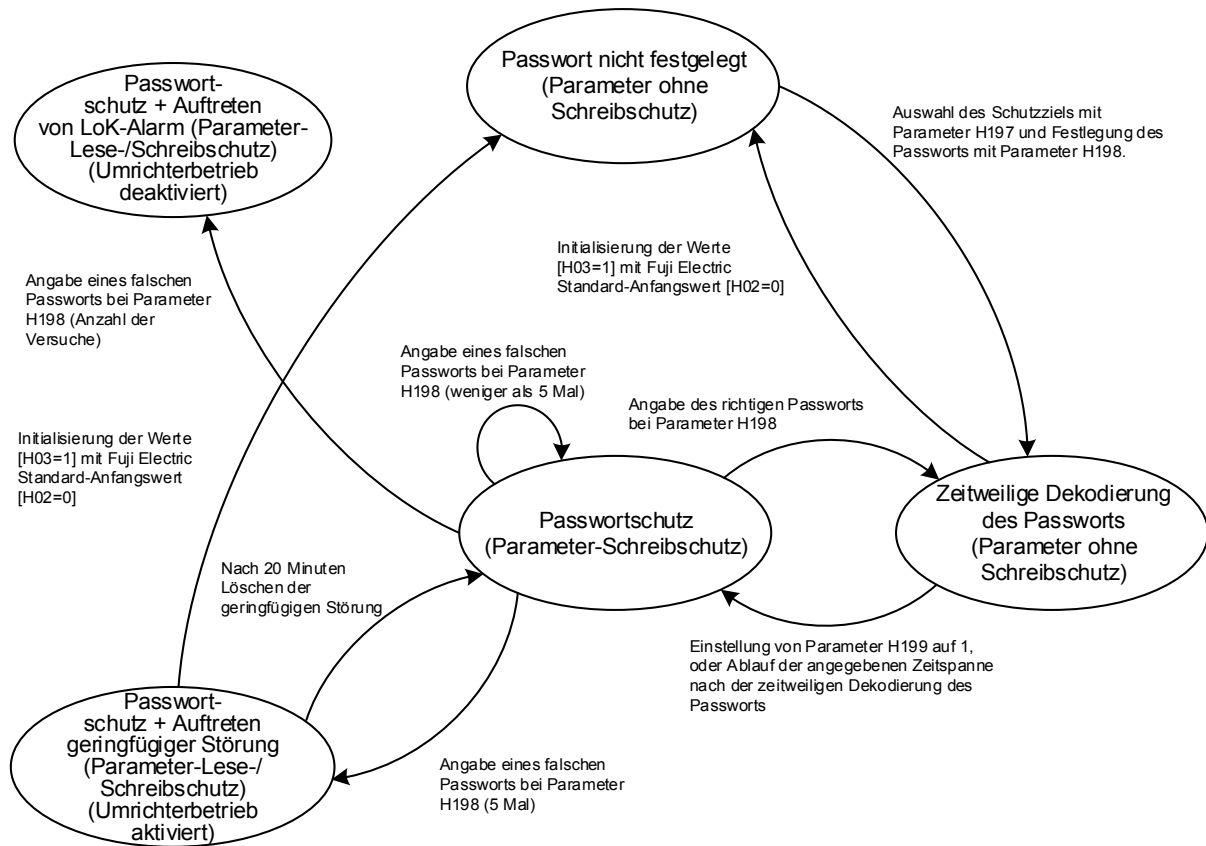 Passwort nicht festgelegt
(Parameter ohne
Schreibschutz)
Passwort-
schutz + Auftreten
von LoK-Alarm (Parameter-
Lese-/Schreibschutz)
(Umrichterbetrieb
deaktiviert)
Auswahl des Schutzziels mit
Parameter H197 und Festlegung des
Passworts mit Parameter H198.
Initialisierung der Werte
[H03=1] mit Fuji Electric
Standard-Anfangswert [H02=0]
Angabe eines falschen
Passworts bei Parameter
H198 (Anzahl der
Versuche)
Angabe eines falschen
Passworts bei Parameter
H198 (weniger als 5 Mal)
Angabe des richtigen Passworts
bei Parameter H198
Initialisierung der Werte
[H03=1] mit Fuji Electric
Standard-Anfangswert
[H02=0]
Passwortschutz
(Parameter-Schreibschutz)
Zeitweilige Dekodierung
des Passworts
(Parameter ohne
Schreibschutz)
Nach 20 Minuten
Löschen der
geringfügigen Störung
Einstellung von Parameter H199 auf 1,
oder Ablauf der angegebenen Zeitspanne
nach der zeitweiligen Dekodierung des
Passworts
Passwort-
schutz + Auftreten
geringfügiger Störung
(Parameter-Lese-/
Schreibschutz)
(Umrichterbetrieb
aktiviert)
Angabe eines falschen
Passworts bei Parameter
H198 (5 Mal)